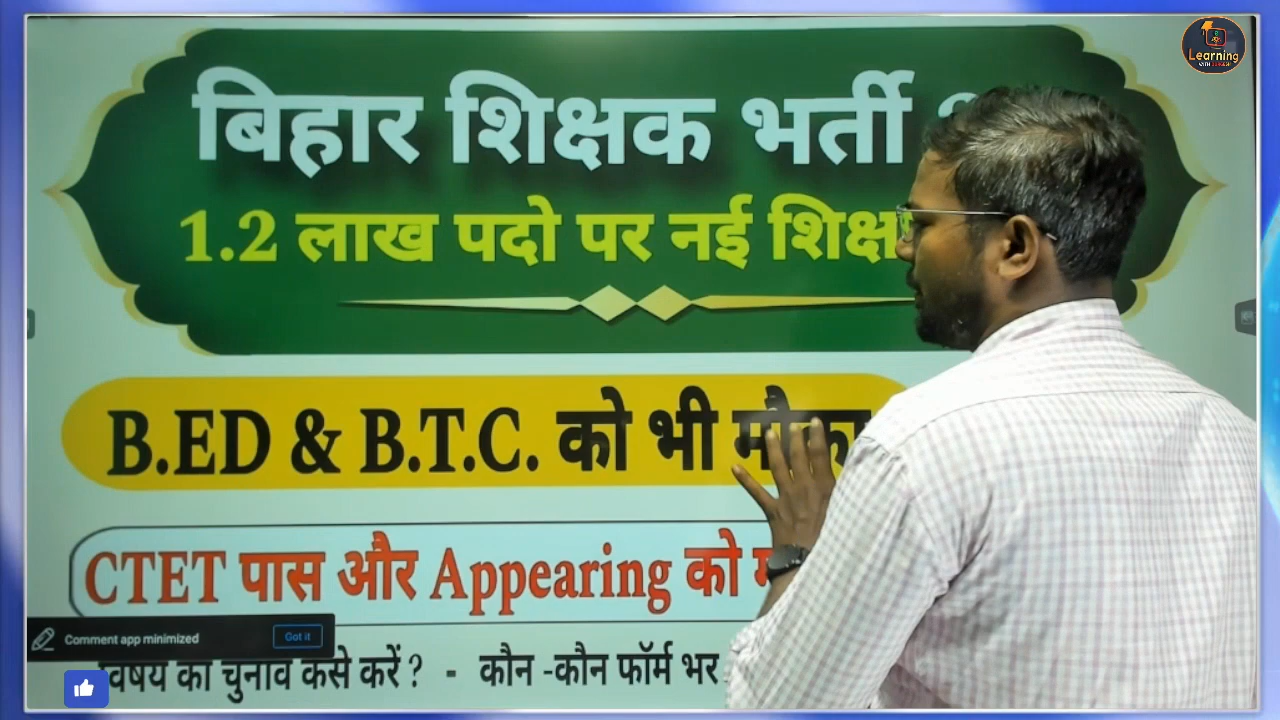 Learning
बिहार शिक्षक भर्ती
1.2 लाख पदो पर नई
B.ED & B.T.C. को भी मौका
CTET पास और Appearing को
Comment app minimized
Got it
विषय का चुनाव कैसे करें ? - कौन -कौन फॉर्म भर